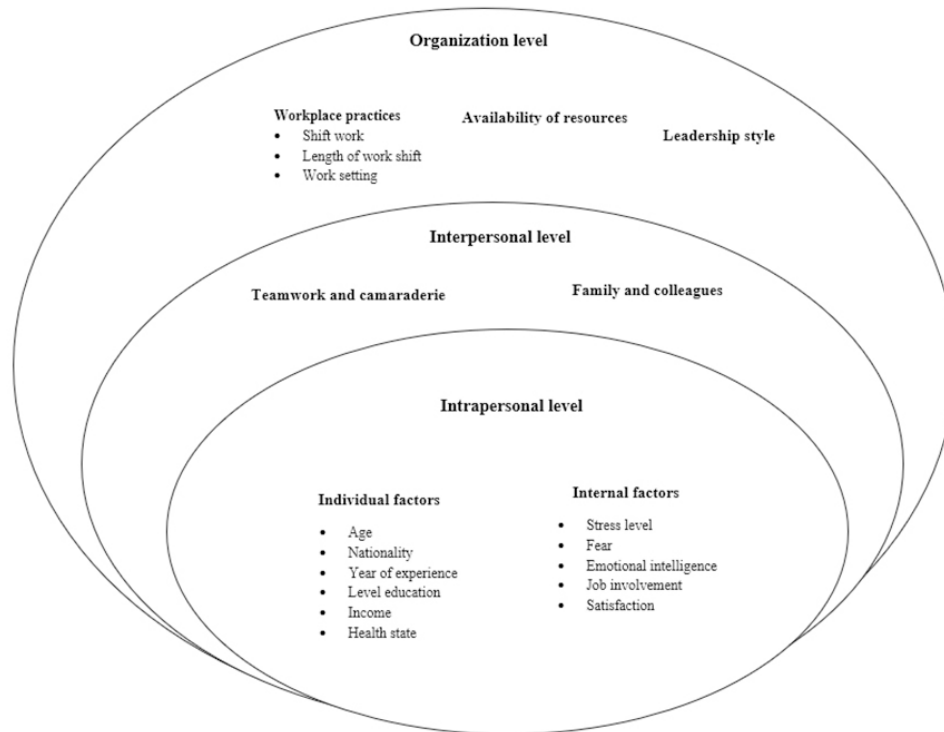 Organization level
Workplace practices
• Shift work
• Length of work shift
• Work setting
Availability of resources
Leadership style
Interpersonal level
Teamwork and camaraderie
Family and colleagues
Intrapersonal level
Individual factors
• Age
• Nationality
• Year of experience
• Level education
• Income
• Health state
Internal factors
• Stress level
• Fear
• Emotional intelligence
• Job involvement
• Satisfaction